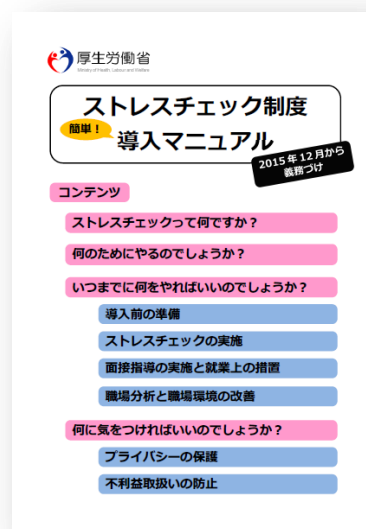 厚生労働省
Ministry of Health, Labour and Welfare
ストレスチェック制度
簡単！
導入マニュアル
2015年12月から
義務づけ
コンテンツ
ストレスチェックって何ですか？
何のためにやるのでしょうか？
いつまでに何をやればいいのでしょうか？
導入前の準備
ストレスチェックの実施
面接指導の実施と就業上の措置
職場分析と職場環境の改善
何に気をつければいいのでしょうか？
プライバシーの保護
不利益取扱いの防止